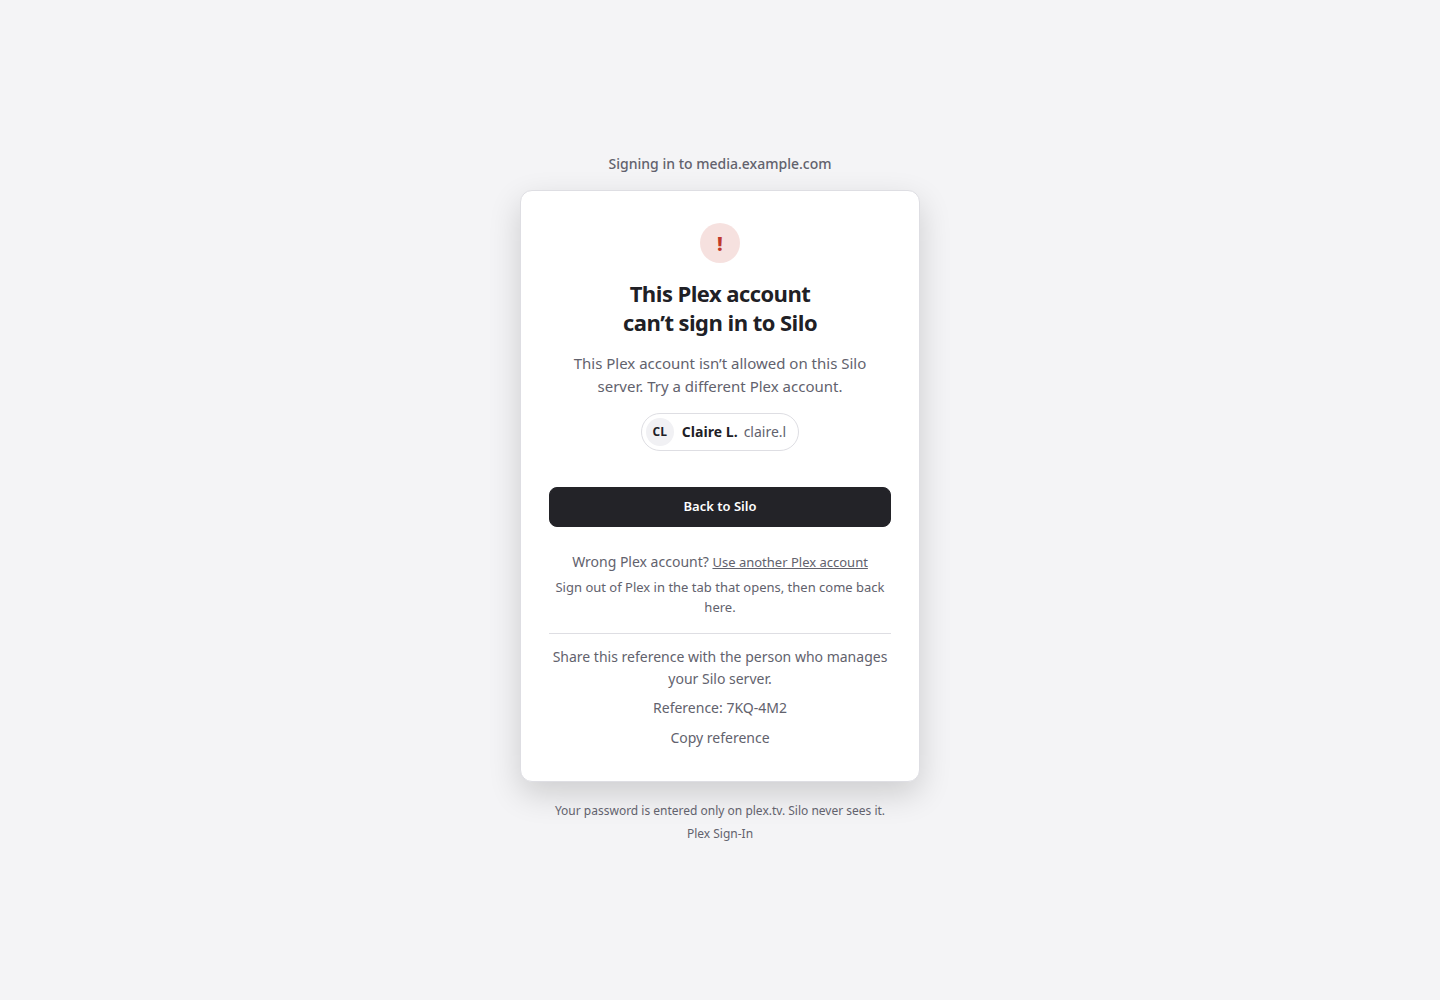 Signing in to media.example.com
!
This Plex account
can’t sign in to Silo
This Plex account isn’t allowed on this Silo
server. Try a different Plex account.
CL Claire L. claire.l
Back to Silo
Wrong Plex account? Use another Plex account
Sign out of Plex in the tab that opens, then come back
here.
Share this reference with the person who manages
your Silo server.
Reference: 7KQ-4M2
Copy reference
Your password is entered only on plex.tv. Silo never sees it.
Plex Sign-In